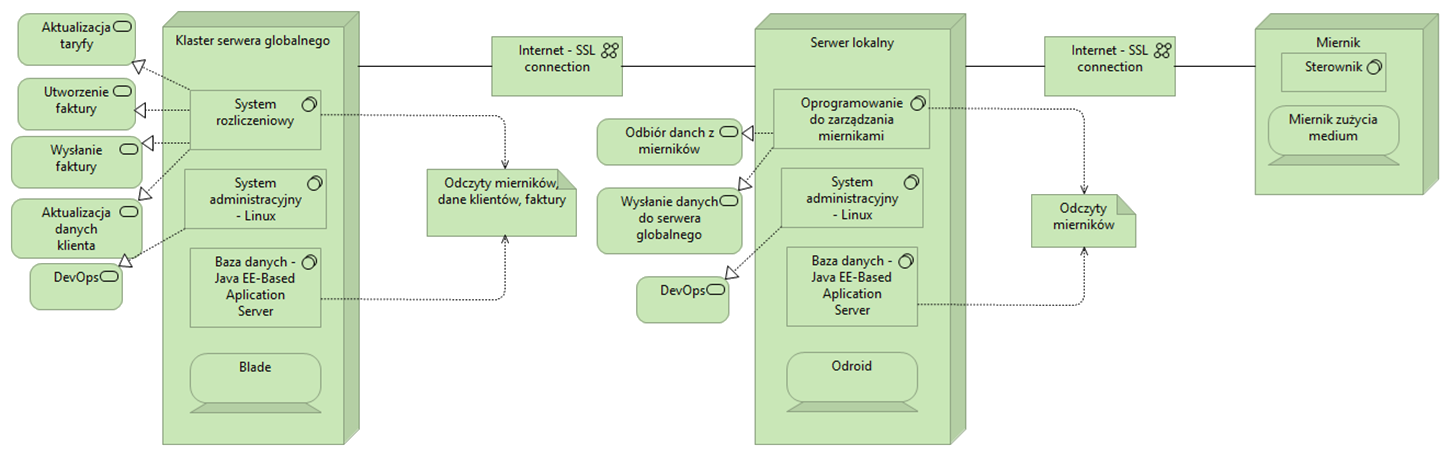 Aktualizacja
taryfy
Utworzenie
faktury
Wysłanie
faktury
Aktualizacja
danych
klienta
DevOps
Klaster serwera globalnego
System
rozliczeniowy
System
administracyjny
- Linux
Baza danych -
Java EE-Based
Aplication
Server
Blade
Internet - SSL
connection
Odczyty mierników,
dane klientów, faktury
Odbiór danch z
mierników
Wysłanie danych
do serwera
globalnego
DevOps
Serwer lokalny
Oprogramowanie
do zarządzania
miernikami
System
administracyjny
- Linux
Baza danych -
Java EE-Based
Aplication
Server
Odroid
Internet - SSL
connection
Odczyty
mierników
Miernik
Sterownik
Miernik zużycia
medium